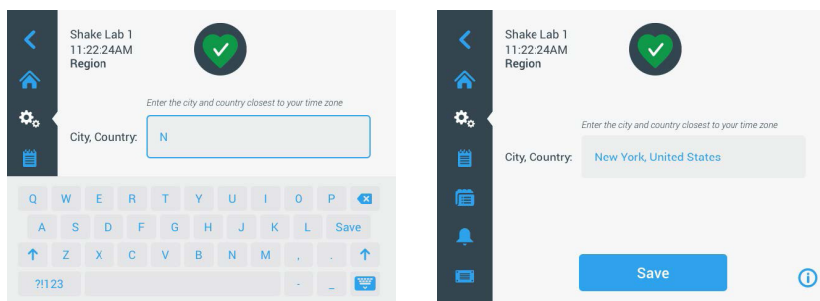 Shake Lab 1
11:22:24AM
Region
Enter the city and country closest to your time zone
City, Country: N
Q W E R T Y U I O P
A S D F G H J K L Save
Z X C V B N M , .
?!123 - _
Shake Lab 1
11:22:24AM
Region
Enter the city and country closest to your time zone
City, Country: New York, United States
Save